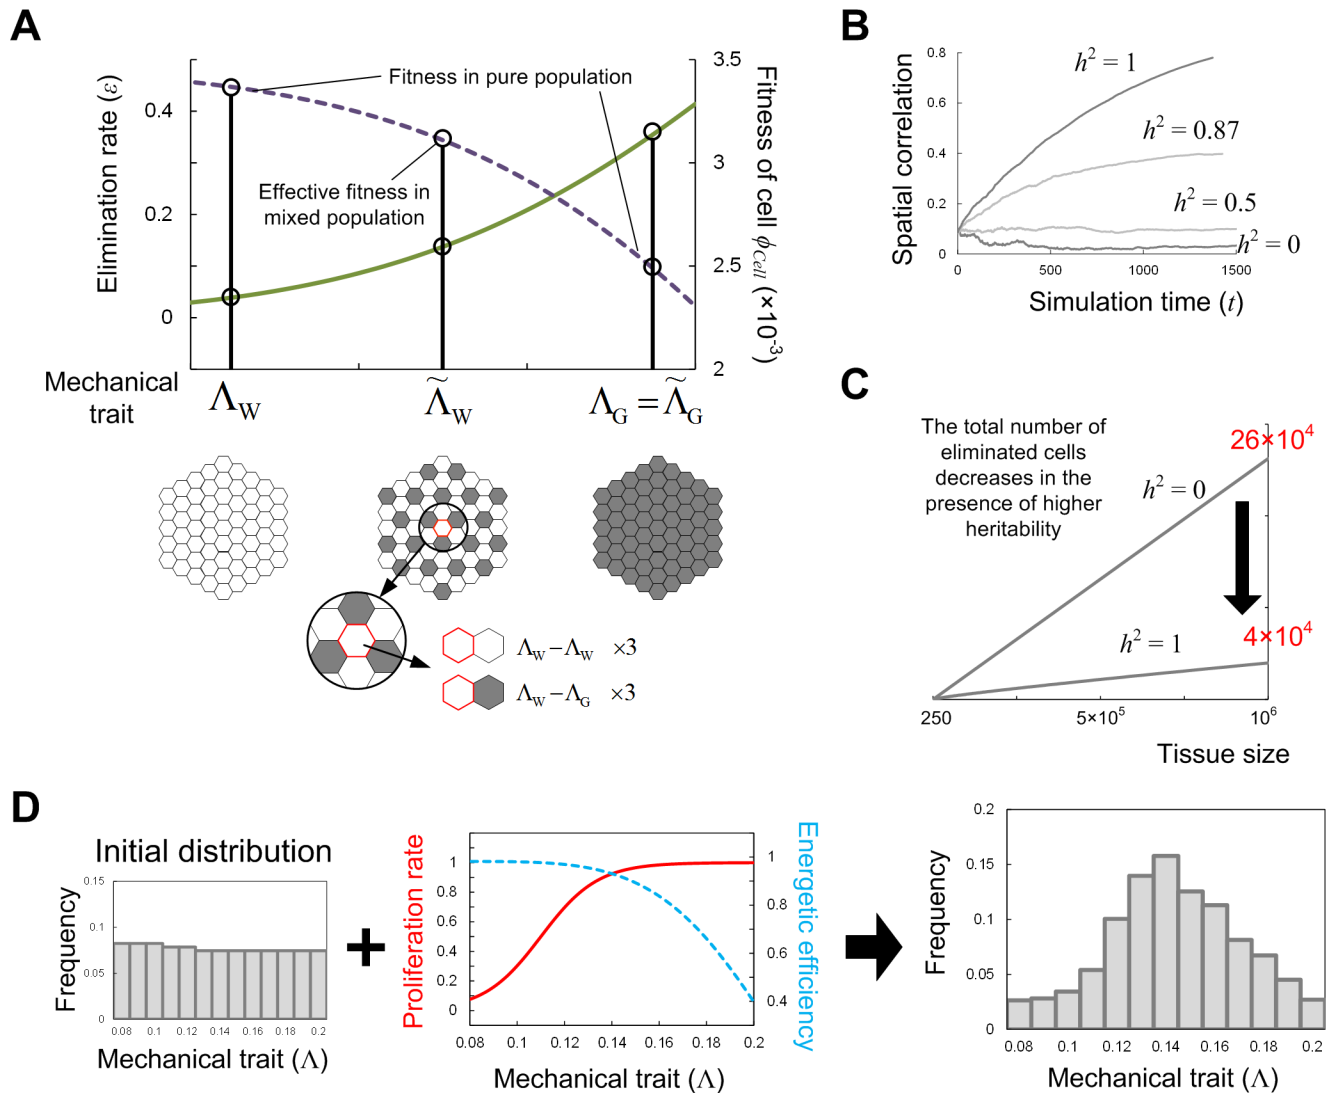 A
Elimination rate (ε)
0.4
0.2
0
Fitness in pure population
Effective fitness in
mixed population
3.5
3
2.5
2
Fitness of cell ϕCell (×10⁻³)
Mechanical
trait
Λ_W
Λ̃_W
Λ_G = Λ̃_G
Λ_W − Λ_W ×3
Λ_W − Λ_G ×3
B
Spatial correlation
0.8
0.6
0.4
0.2
0
h² = 1
h² = 0.87
h² = 0.5
h² = 0
0
500
1000
1500
Simulation time (t)
C
The total number of
eliminated cells
decreases in the
presence of higher
heritability
26×10⁴
h² = 0
4×10⁴
h² = 1
250
5×10⁵
10⁶
Tissue size
D
Initial distribution
Frequency
0.15
0.1
0.05
0
0.08 0.1 0.12 0.14 0.16 0.18 0.2
Mechanical trait (Λ)
Proliferation rate
1
0.8
0.6
0.4
0.2
0
Energetic efficiency
1
0.8
0.6
0.4
0.08 0.1 0.12 0.14 0.16 0.18 0.2
Mechanical trait (Λ)
Frequency
0.2
0.15
0.1
0.05
0
0.08 0.1 0.12 0.14 0.16 0.18 0.2
Mechanical trait (Λ)